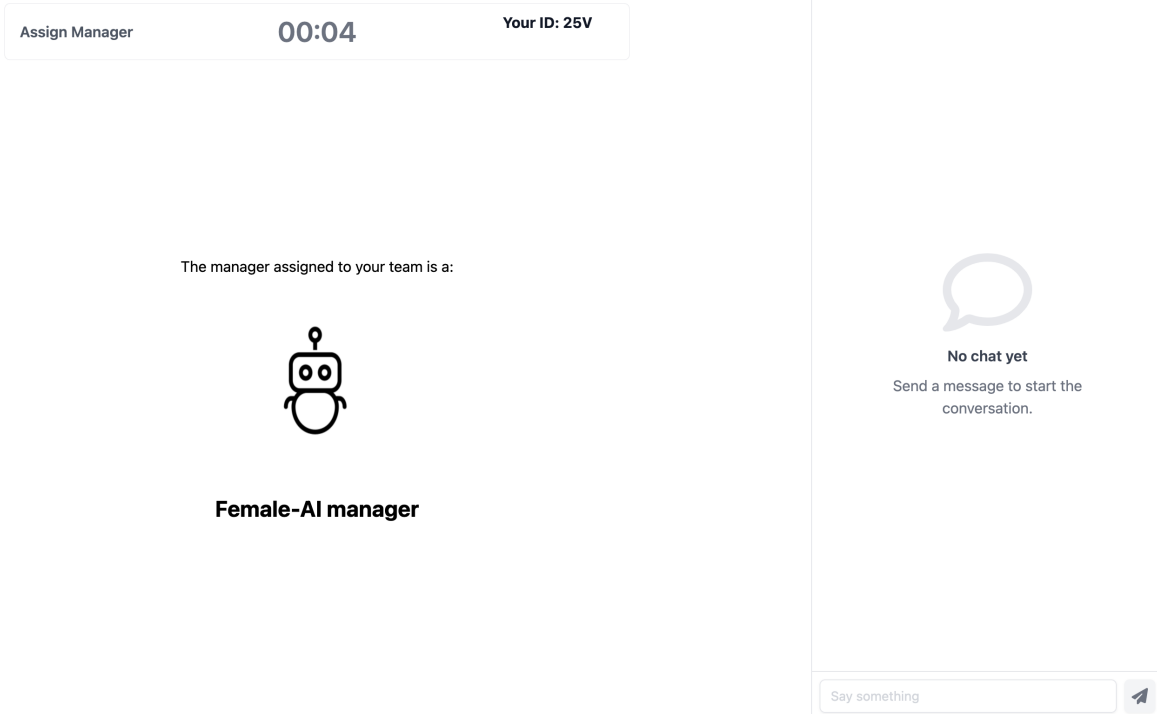 Assign Manager
00:04
Your ID: 25V
The manager assigned to your team is a:
Female-AI manager
No chat yet
Send a message to start the
conversation.
Say something